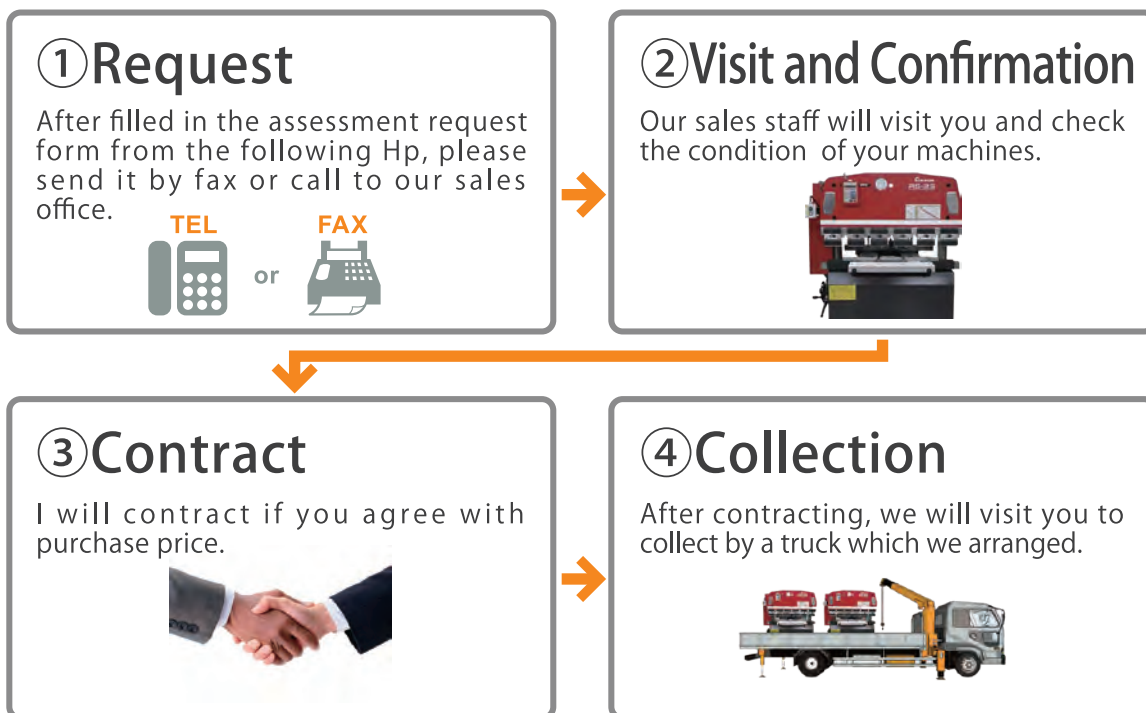 ①Request
After filled in the assessment request
form from the following Hp, please
send it by fax or call to our sales
office.
TEL
FAX
or
②Visit and Confirmation
Our sales staff will visit you and check
the condition of your machines.
③Contract
I will contract if you agree with
purchase price.
④Collection
After contracting, we will visit you to
collect by a truck which we arranged.